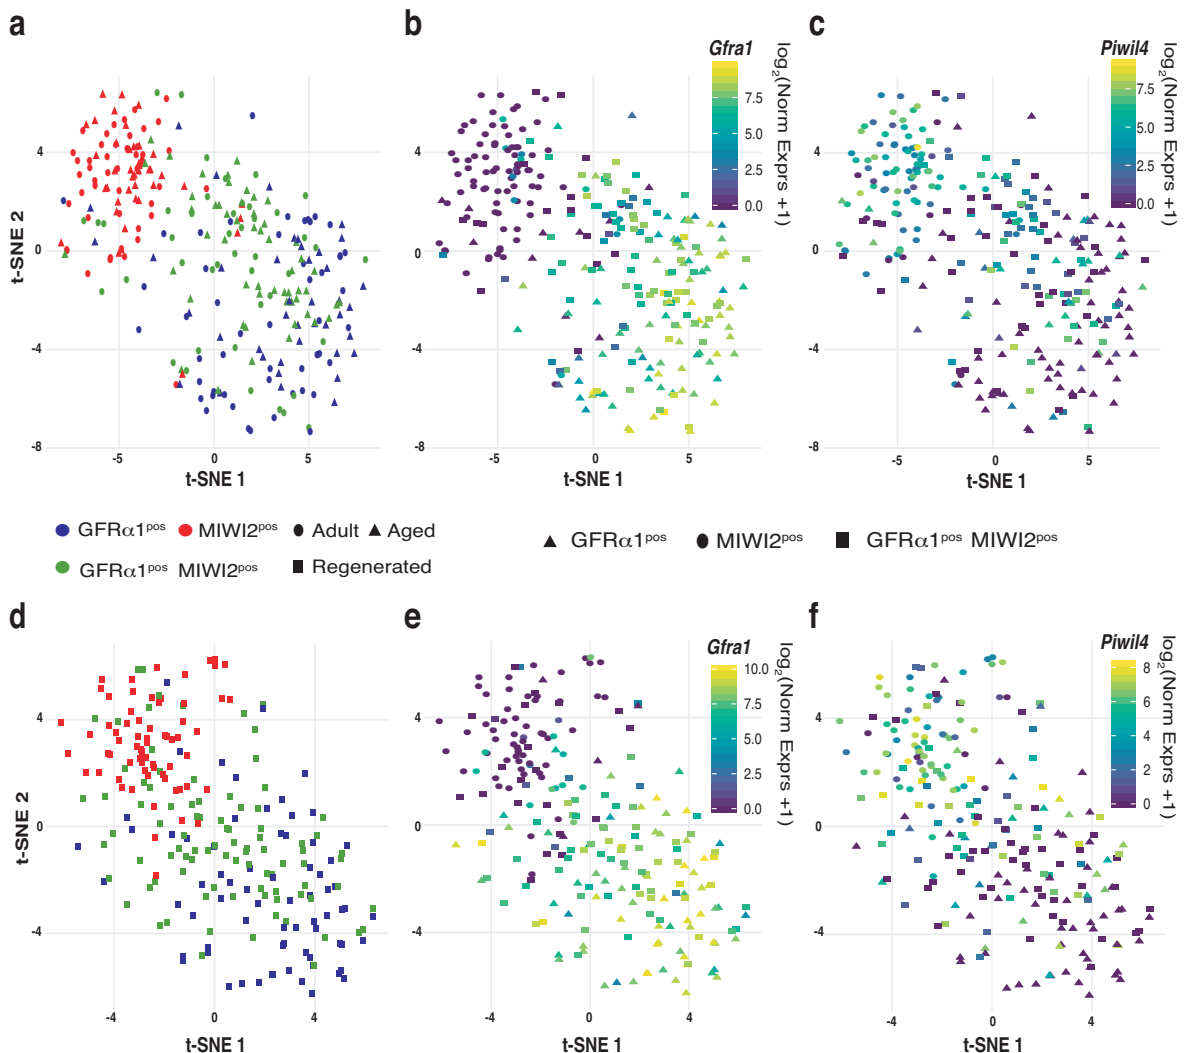 a
b
c
Gfra1
log2(Norm Exprs +1)
7.5
5.0
2.5
0.0
Piwil4
log2(Norm Exprs +1)
7.5
5.0
2.5
0.0
t-SNE 2
4
0
-4
-8
-5
0
5
t-SNE 1
4
0
-4
-8
-5
0
5
t-SNE 1
4
0
-4
-8
-5
0
5
t-SNE 1
GFRα1pos
MIWI2pos
Adult
Aged
GFRα1pos MIWI2pos
Regenerated
GFRα1pos
MIWI2pos
GFRα1pos MIWI2pos
d
e
f
Gfra1
log2(Norm Exprs +1)
10.0
7.5
5.0
2.5
0.0
Piwil4
log2(Norm Exprs +1)
8
6
4
2
0
t-SNE 2
4
0
-4
-4
0
4
t-SNE 1
4
0
-4
-4
0
4
t-SNE 1
4
0
-4
-4
0
4
t-SNE 1